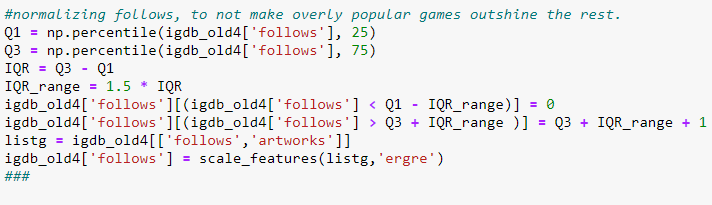 #normalizing follows, to not make overly popular games outshine the rest.
Q1 = np.percentile(igdb_old4['follows'], 25)
Q3 = np.percentile(igdb_old4['follows'], 75)
IQR = Q3 - Q1
IQR_range = 1.5 * IQR
igdb_old4['follows'][(igdb_old4['follows'] < Q1 - IQR_range)] = 0
igdb_old4['follows'][(igdb_old4['follows'] > Q3 + IQR_range )] = Q3 + IQR_range + 1
listg = igdb_old4[['follows','artworks']]
igdb_old4['follows'] = scale_features(listg,'ergre')
###